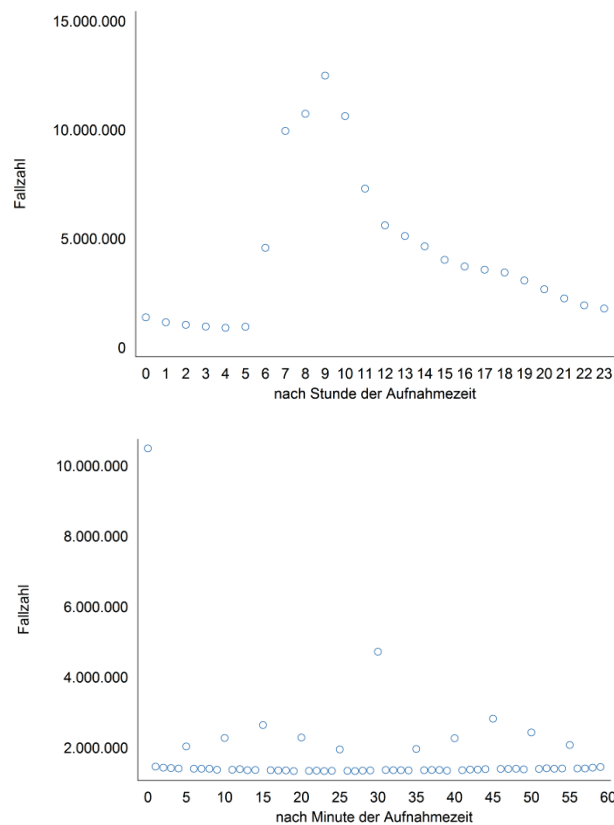 15.000.000
10.000.000
5.000.000
0
Fallzahl
0 1 2 3 4 5 6 7 8 9 10 11 12 13 14 15 16 17 18 19 20 21 22 23
nach Stunde der Aufnahmezeit
10.000.000
8.000.000
6.000.000
4.000.000
2.000.000
Fallzahl
0 5 10 15 20 25 30 35 40 45 50 55 60
nach Minute der Aufnahmezeit